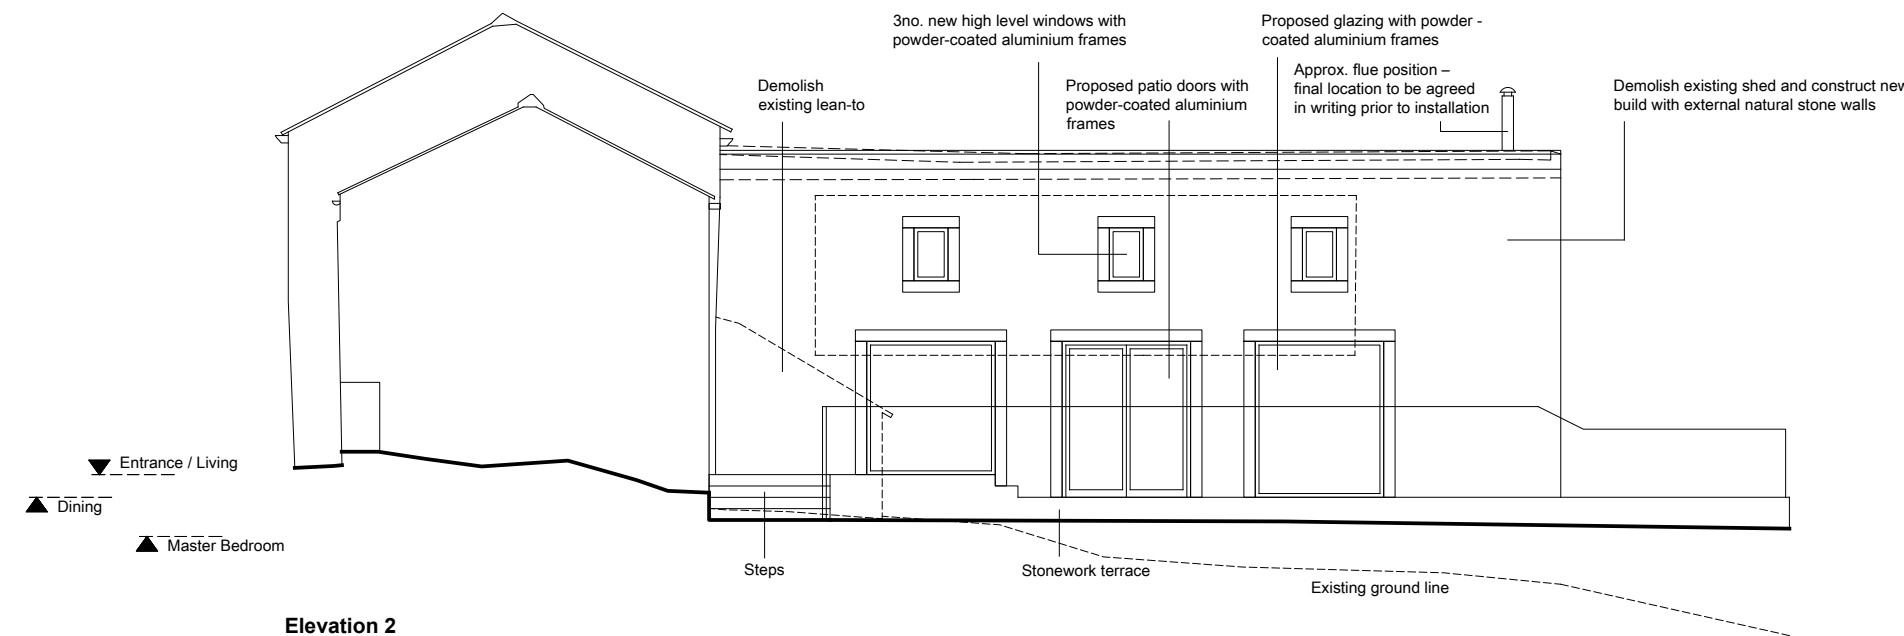 3no. new high level windows with
powder-coated aluminium frames
Proposed glazing with powder -
coated aluminium frames
Demolish
existing lean-to
Proposed patio doors with
powder-coated aluminium
frames
Approx. flue position –
final location to be agreed
in writing prior to installation
Demolish existing shed and construct new
build with external natural stone walls
Entrance / Living
Dining
Master Bedroom
Steps
Stonework terrace
Existing ground line
Elevation 2